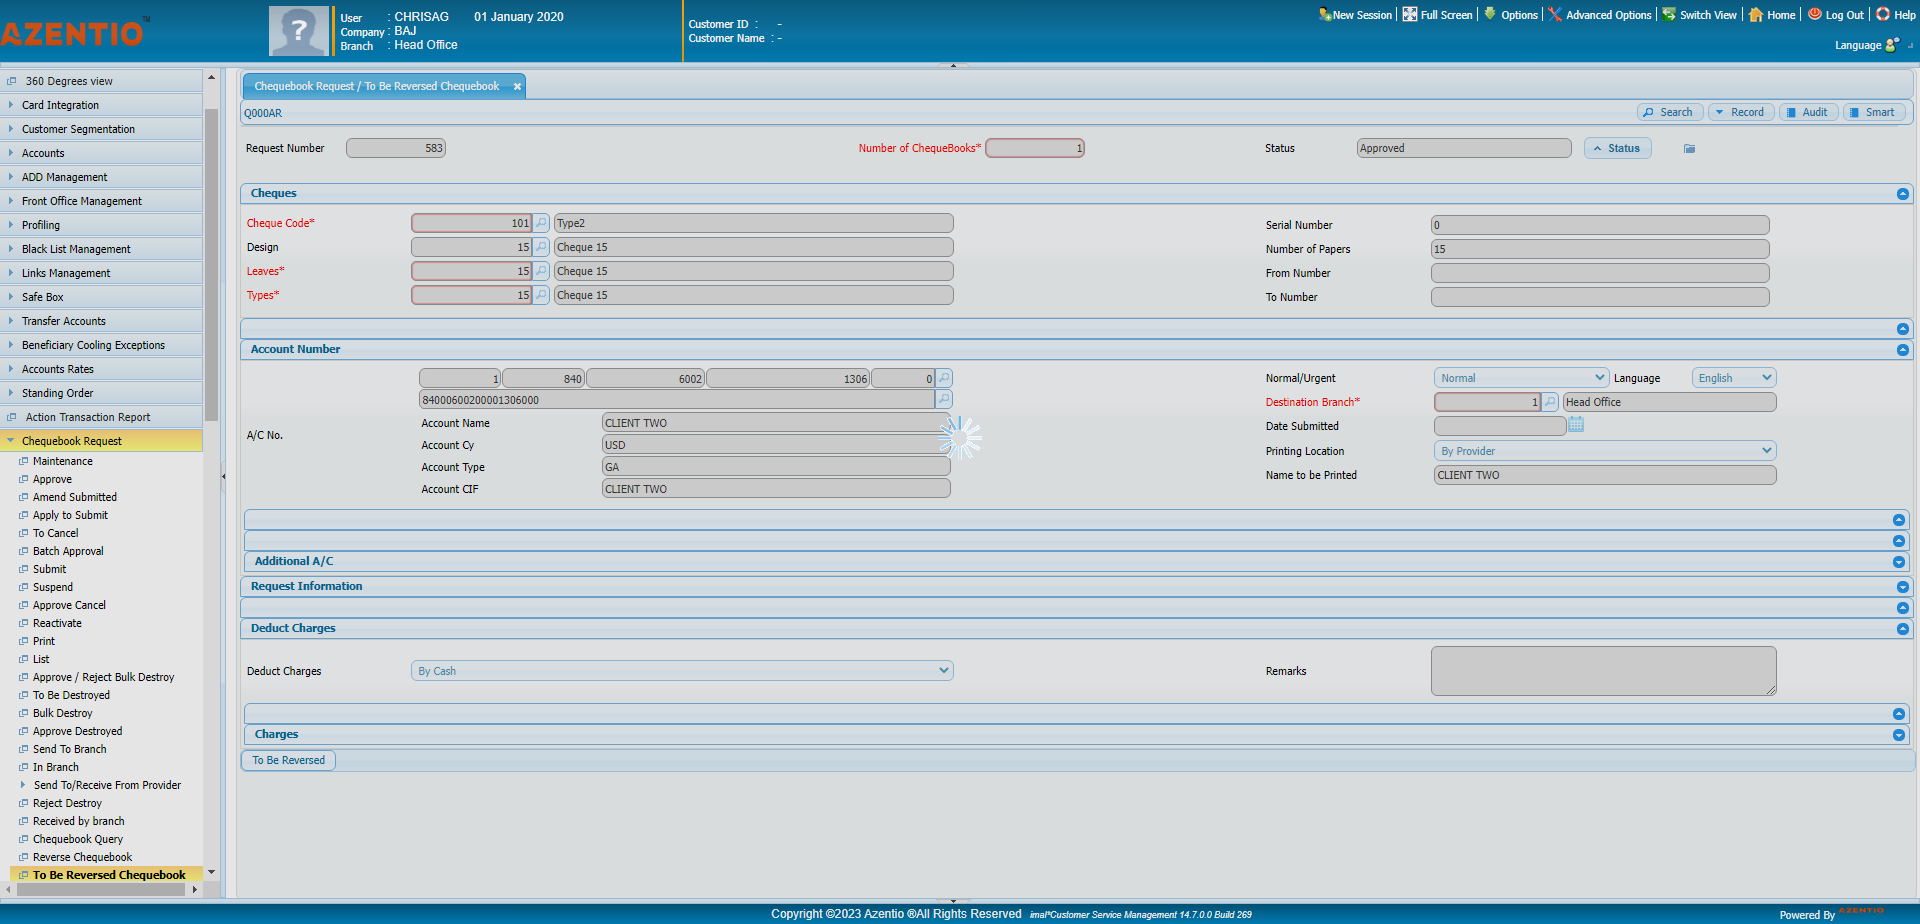 AZENTIO™
User : CHRISAG 01 January 2020
Company : BAJ
Branch : Head Office
Customer ID : -
Customer Name : -
New Session Full Screen Options Advanced Options Switch View Home Log Out Help
Language
360 Degrees view
Card Integration
Customer Segmentation
Accounts
ADD Management
Front Office Management
Profiling
Black List Management
Links Management
Safe Box
Transfer Accounts
Beneficiary Cooling Exceptions
Accounts Rates
Standing Order
Action Transaction Report
Chequebook Request
Maintenance
Approve
Amend Submitted
Apply to Submit
To Cancel
Batch Approval
Submit
Suspend
Approve Cancel
Reactivate
Print
List
Approve / Reject Bulk Destroy
To Be Destroyed
Bulk Destroy
Approve Destroyed
Send To Branch
In Branch
Send To/Receive From Provider
Reject Destroy
Received by branch
Chequebook Query
Reverse Chequebook
To Be Reversed Chequebook
Chequebook Request / To Be Reversed Chequebook
Q000AR
Search Record Audit Smart
Request Number 583 Number of ChequeBooks* 1 Status Approved Status
Cheques
Cheque Code* 101 Type2 Serial Number 0
Design 15 Cheque 15 Number of Papers 15
Leaves* 15 Cheque 15 From Number
Types* 15 Cheque 15 To Number
Account Number
1 840 6002 1306 0 Normal/Urgent Normal Language English
84000600200001306000 Destination Branch* 1 Head Office
A/C No.
Account Name CLIENT TWO Date Submitted
Account Cy USD Printing Location By Provider
Account Type GA Name to be Printed CLIENT TWO
Account CIF CLIENT TWO
Additional A/C
Request Information
Deduct Charges
Deduct Charges By Cash Remarks
Charges
To Be Reversed
Copyright ©2023 Azentio ®All Rights Reserved imal*Customer Service Management 14.7.0.0 Build 269
Powered By AZENTIO